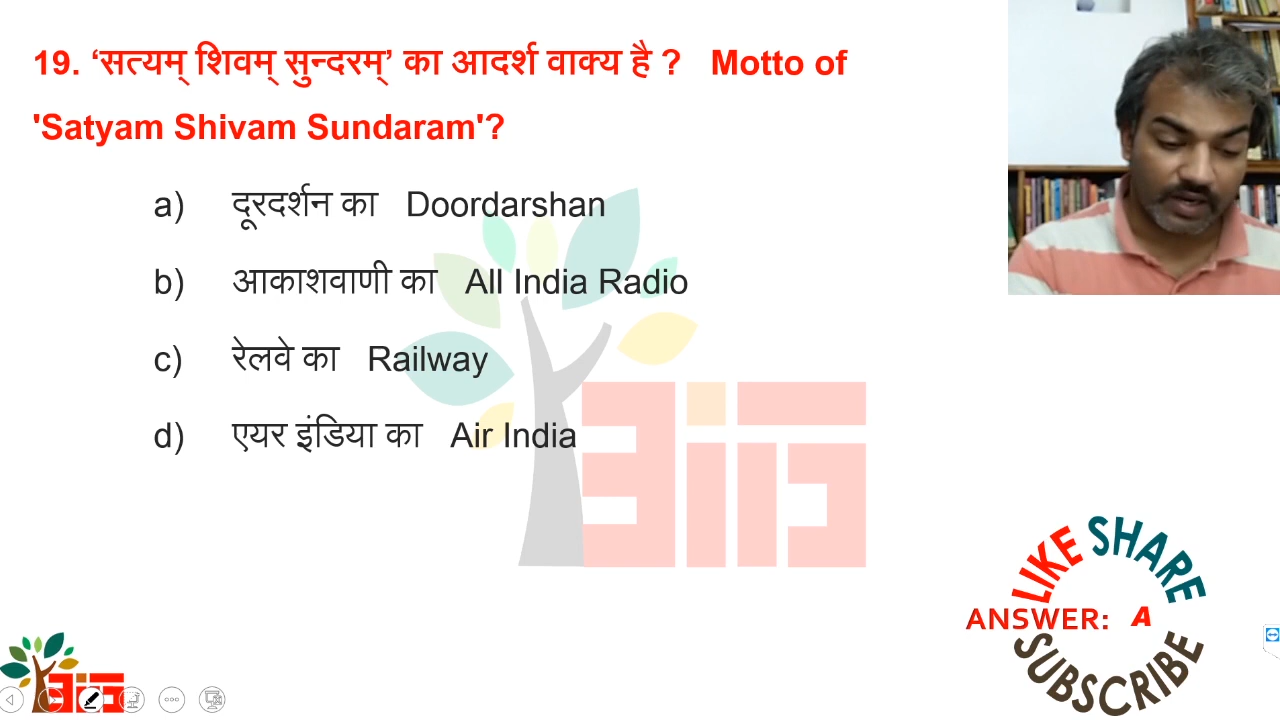 19. ‘सत्यम् शिवम् सुन्दरम्’ का आदर्श वाक्य है ? Motto of
'Satyam Shivam Sundaram'?
a) दूरदर्शन का Doordarshan
b) आकाशवाणी का All India Radio
c) रेलवे का Railway
d) एयर इंडिया का Air India
LIKE SHARE
ANSWER: A
SUBSCRIBE